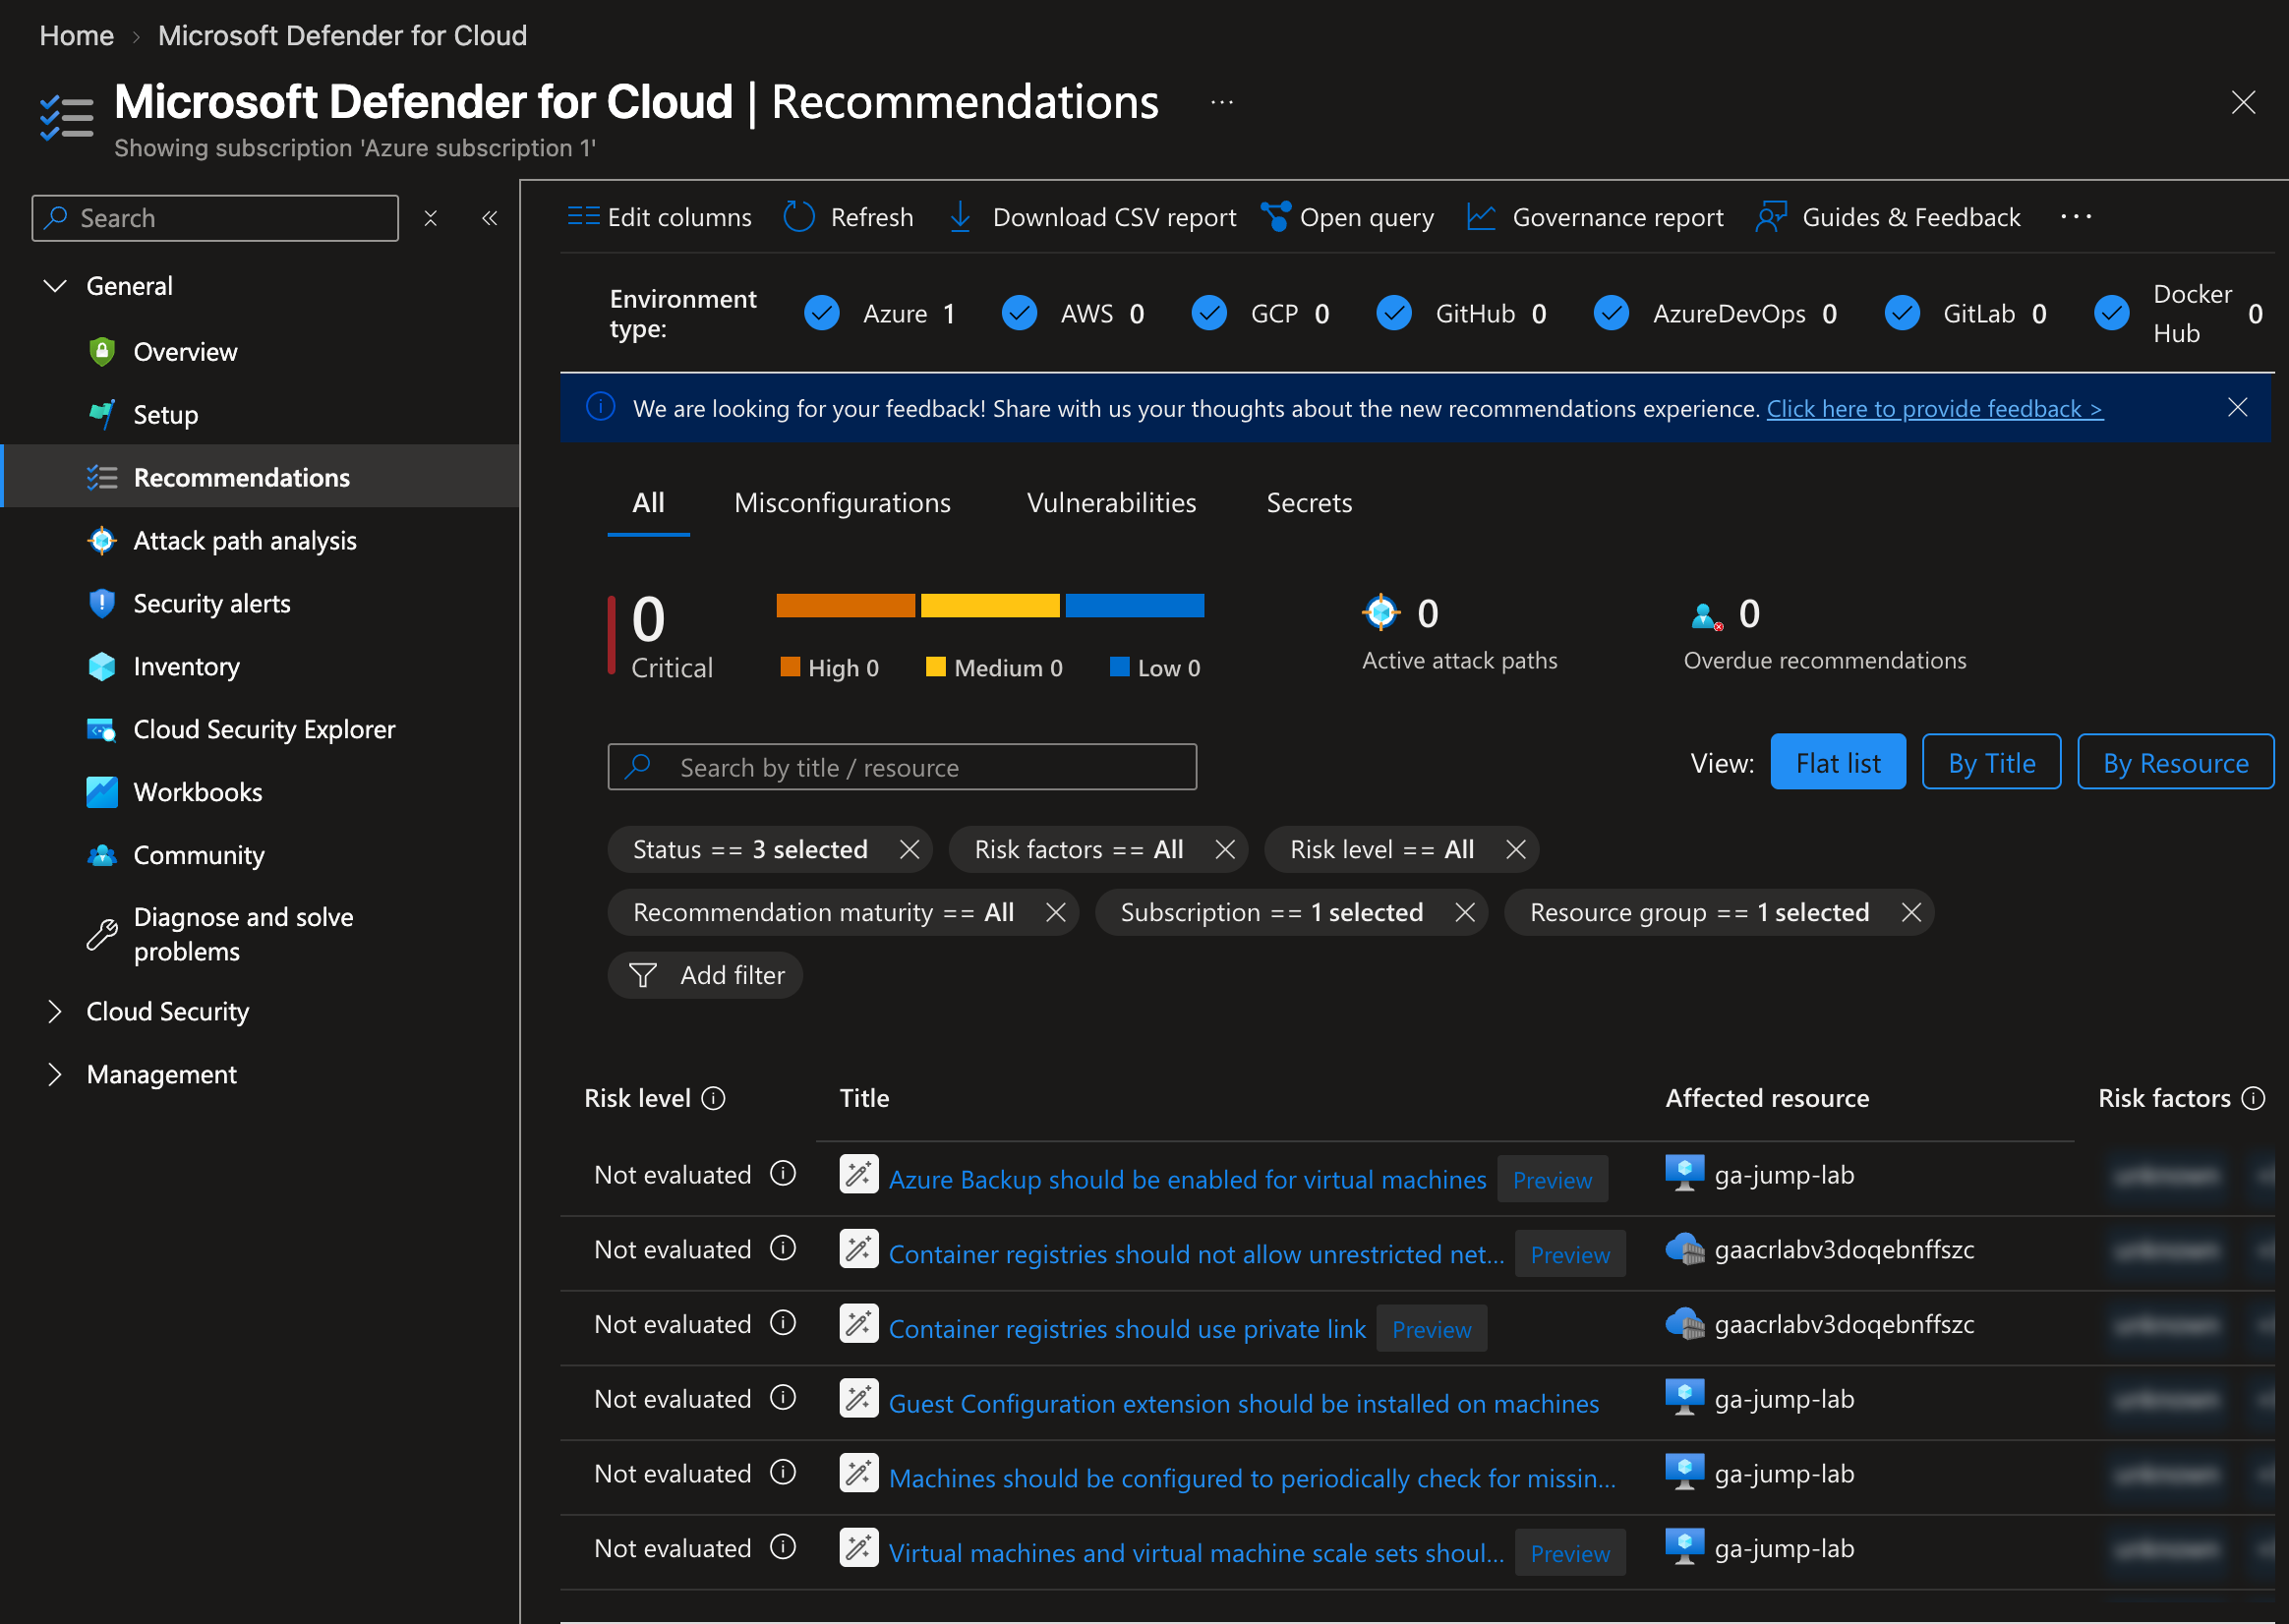 Home > Microsoft Defender for Cloud
Microsoft Defender for Cloud | Recommendations ...
Showing subscription 'Azure subscription 1'
Search
General
Overview
Setup
Recommendations
Attack path analysis
Security alerts
Inventory
Cloud Security Explorer
Workbooks
Community
Diagnose and solve
problems
Cloud Security
Management
Edit columns Refresh Download CSV report Open query Governance report Guides & Feedback ...
Environment
type:
Azure 1 AWS 0 GCP 0 GitHub 0 AzureDevOps 0 GitLab 0
Docker
Hub 0
We are looking for your feedback! Share with us your thoughts about the new recommendations experience. Click here to provide feedback >
All Misconfigurations Vulnerabilities Secrets
0
Critical
High 0 Medium 0 Low 0
0
Active attack paths
0
Overdue recommendations
Search by title / resource
View: Flat list By Title By Resource
Status == 3 selected Risk factors == All Risk level == All
Recommendation maturity == All Subscription == 1 selected Resource group == 1 selected
Add filter
Risk level Title Affected resource Risk factors
Not evaluated Azure Backup should be enabled for virtual machines Preview ga-jump-lab
Not evaluated Container registries should not allow unrestricted net... Preview gaacrlabv3doqebnffszc
Not evaluated Container registries should use private link Preview gaacrlabv3doqebnffszc
Not evaluated Guest Configuration extension should be installed on machines ga-jump-lab
Not evaluated Machines should be configured to periodically check for missin... ga-jump-lab
Not evaluated Virtual machines and virtual machine scale sets shoul... Preview ga-jump-lab